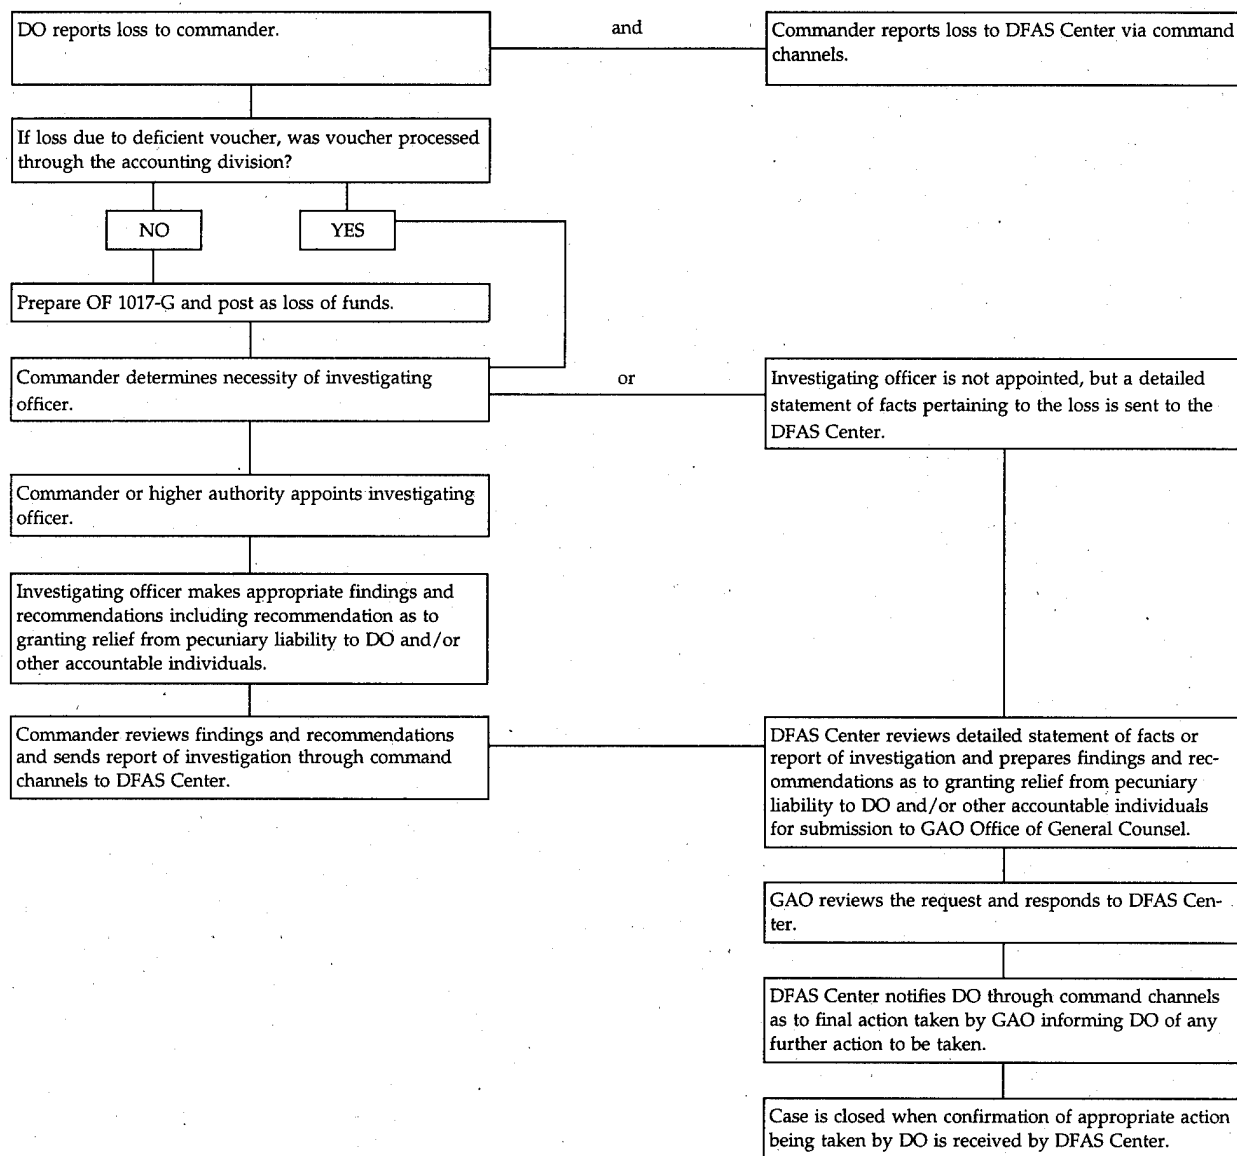 DO reports loss to commander.
and
Commander reports loss to DFAS Center via command
channels.
If loss due to deficient voucher, was voucher processed
through the accounting division?
NO
YES
Prepare OF 1017-G and post as loss of funds.
Commander determines necessity of investigating
officer.
or
Investigating officer is not appointed, but a detailed
statement of facts pertaining to the loss is sent to the
DFAS Center.
Commander or higher authority appoints investigating
officer.
Investigating officer makes appropriate findings and
recommendations including recommendation as to
granting relief from pecuniary liability to DO and/or
other accountable individuals.
Commander reviews findings and recommendations
and sends report of investigation through command
channels to DFAS Center.
DFAS Center reviews detailed statement of facts or
report of investigation and prepares findings and rec-
ommendations as to granting relief from pecuniary
liability to DO and/or other accountable individuals
for submission to GAO Office of General Counsel.
GAO reviews the request and responds to DFAS Cen-
ter.
DFAS Center notifies DO through command channels
as to final action taken by GAO informing DO of any
further action to be taken.
Case is closed when confirmation of appropriate action
being taken by DO is received by DFAS Center.